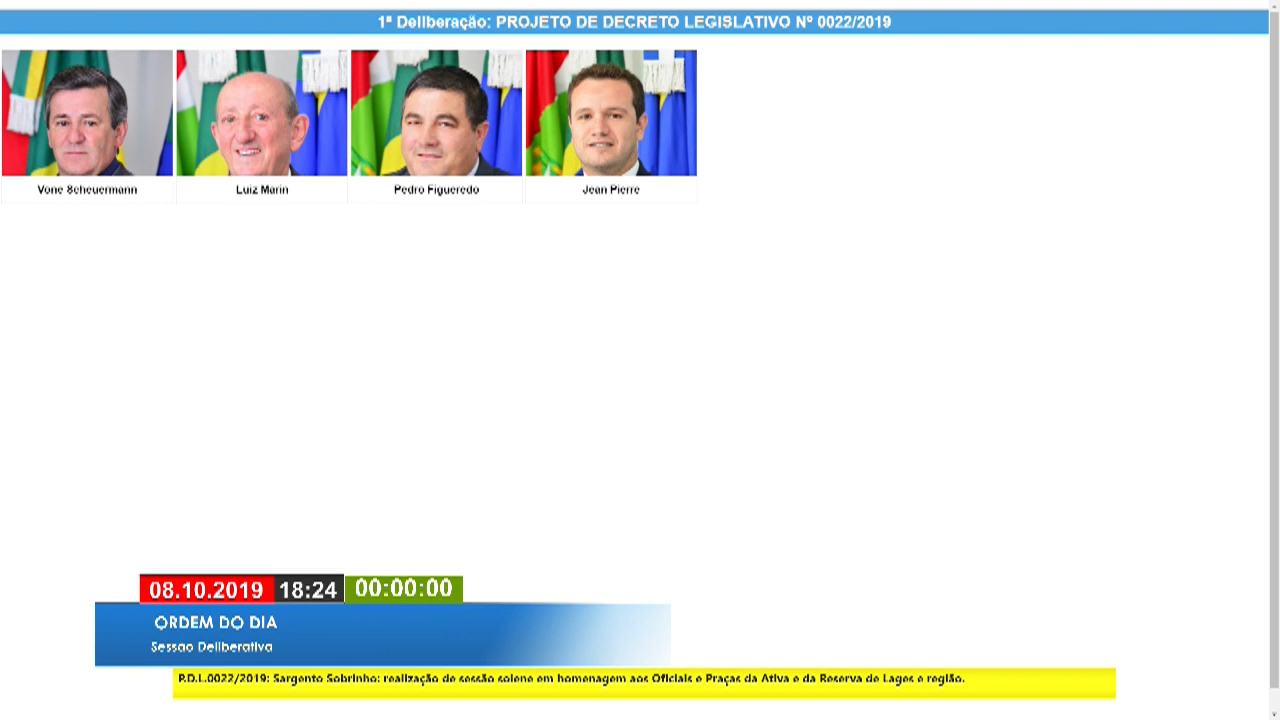 1ª Deliberação: PROJETO DE DECRETO LEGISLATIVO Nº 0022/2019
Vone Scheuermann
Luiz Marin
Pedro Figueredo
Jean Pierre
08.10.2019 18:24 00:00:00
ORDEM DO DIA
Sessão Deliberativa
P.D.L.0022/2019: Sargento Sobrinho: realização de sessão solene em homenagem aos Oficiais e Praças da Ativa e da Reserva de Lages e região.